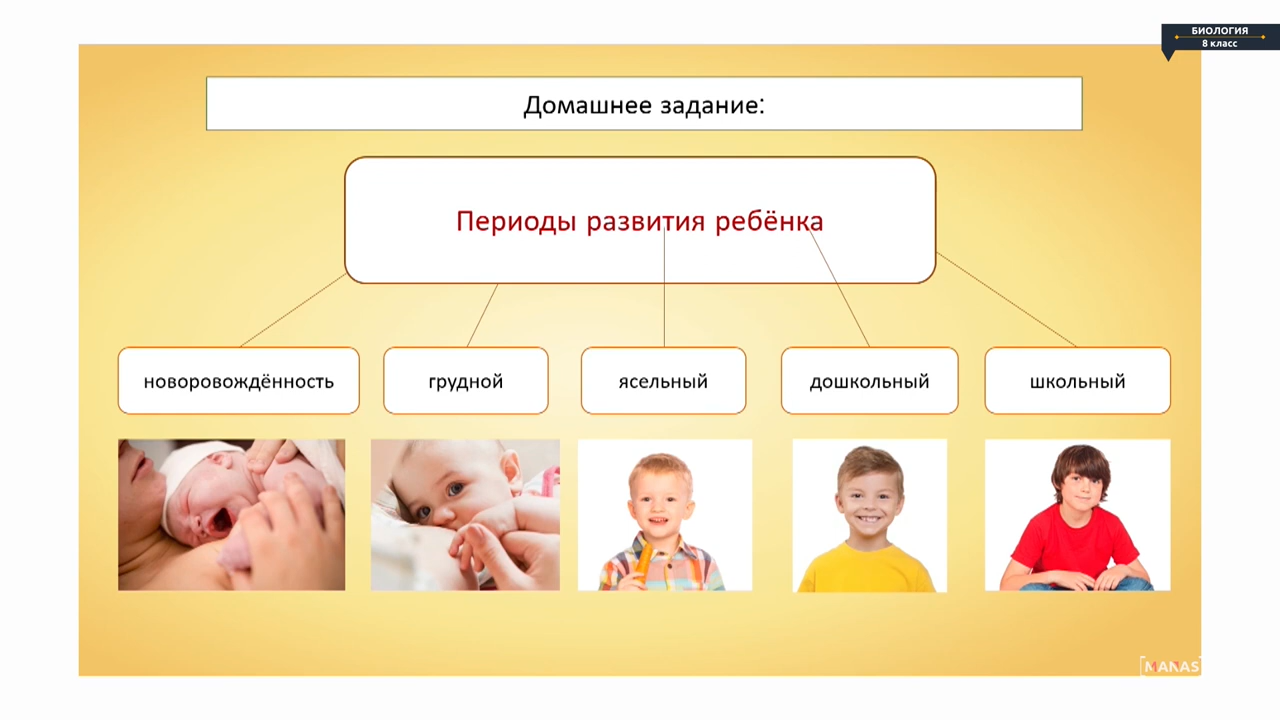 БИОЛОГИЯ
8 класс
Домашнее задание:
Периоды развития ребёнка
новоровождённость
грудной
ясельный
дошкольный
школьный
MANAS